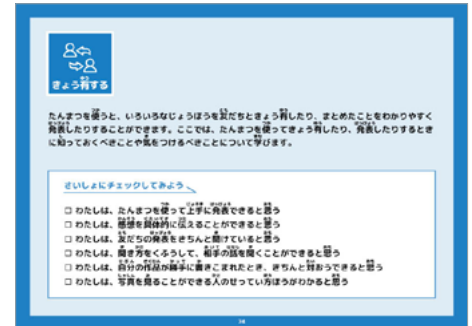 きょう有する
たんまつを使うと、いろいろなじょうほうを友だちときょう有したり、まとめたことをわかりやすく
発表したりすることができます。ここでは、たんまつを使ってきょう有したり、発表したりするとき
に知っておくべきことや気をつけるべきことについて学びます。
さいしょにチェックしてみよう
□ わたしは、たんまつを使って上手に発表できると思う
□ わたしは、感想を具体的に伝えることができると思う
□ わたしは、友だちの発表をきちんと聞けていると思う
□ わたしは、聞き方をくふうして、相手の話を聞くことができると思う
□ わたしは、自分の作品が勝手に書きこまれたとき、きちんと対おうできると思う
□ わたしは、写真を見ることができる人のせってい方ほうがわかると思う